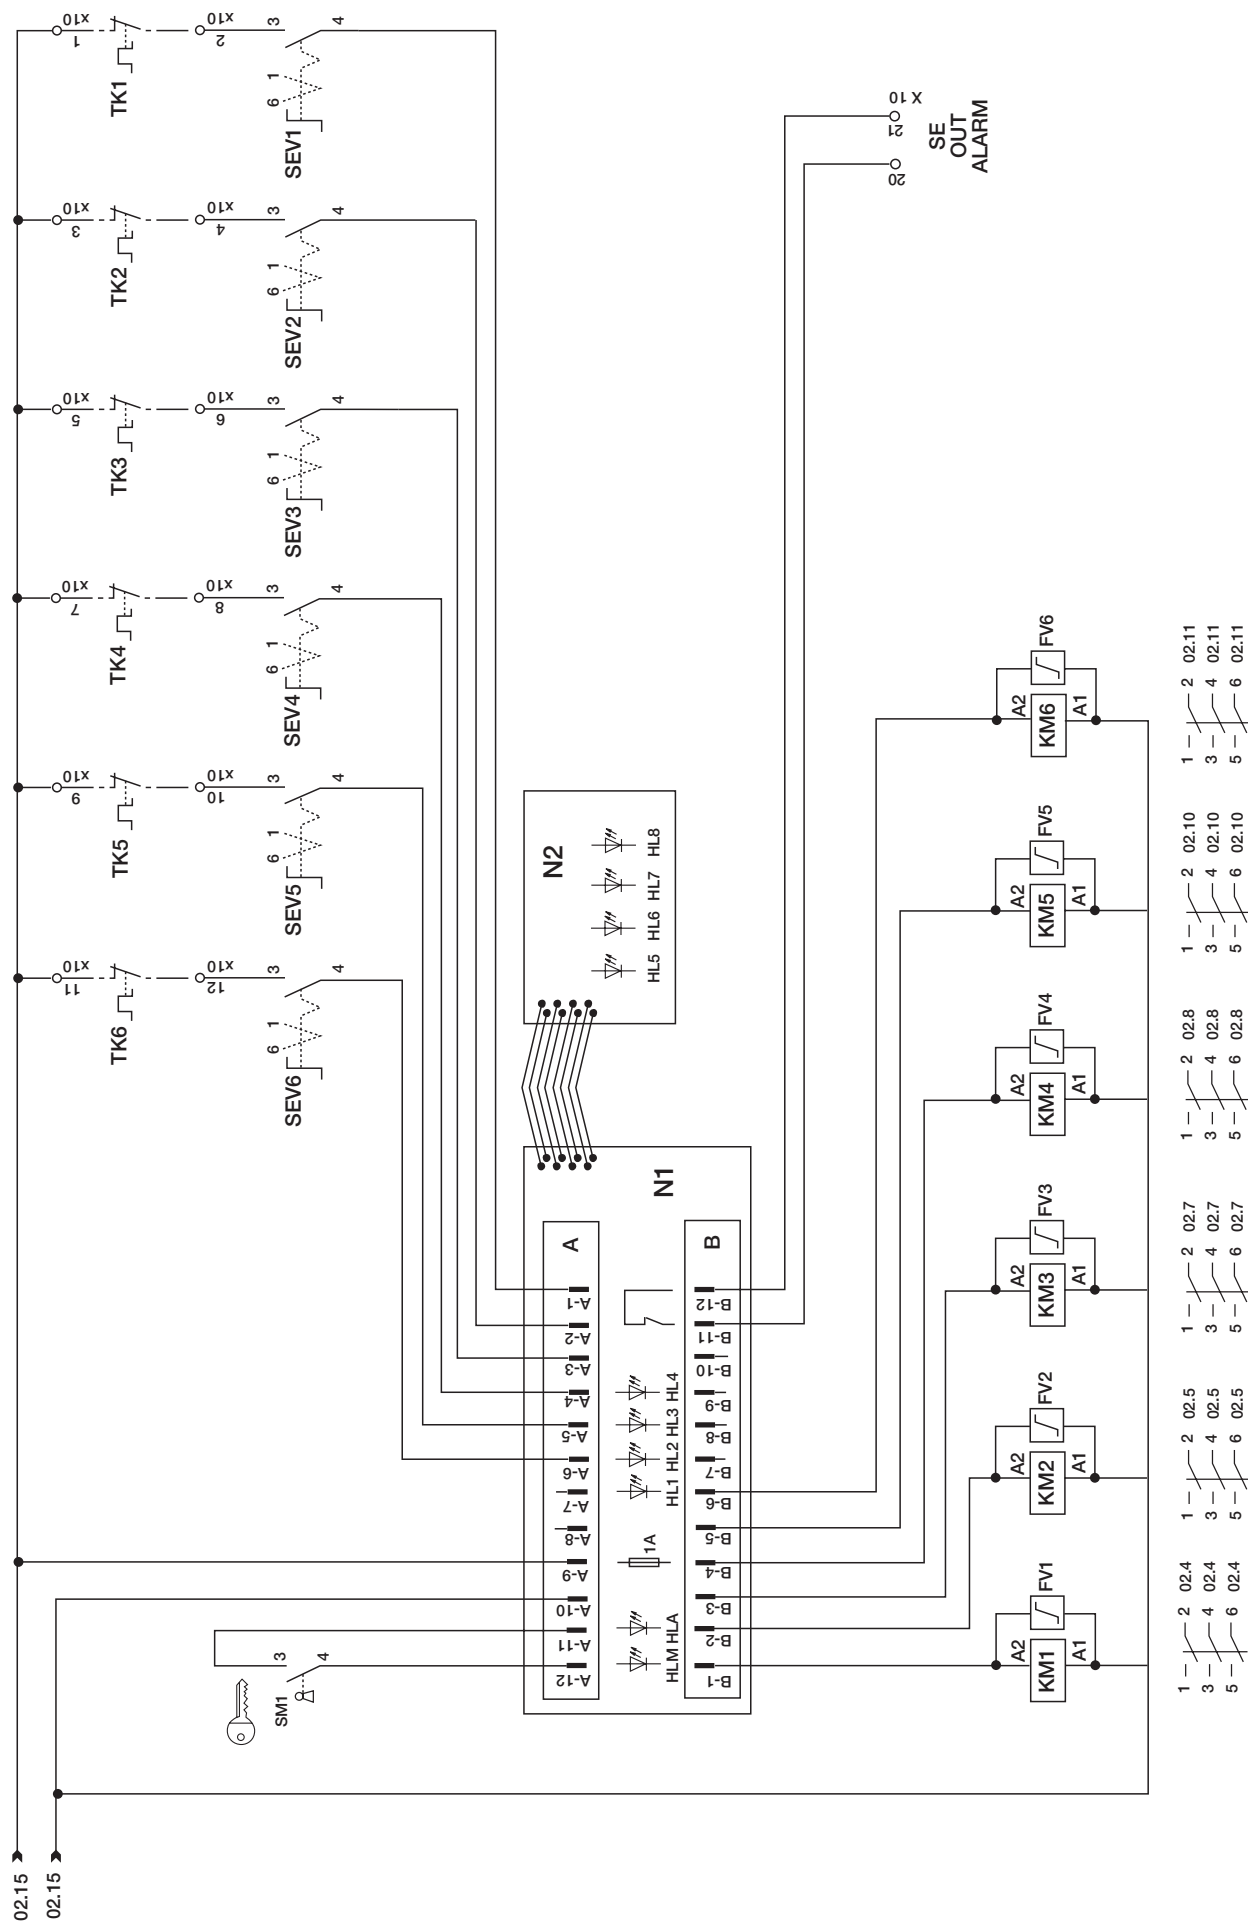 02.15
02.15
x10
1
TK1
x10
2
3
4
1
6
SEV1
x10
3
TK2
x10
4
3
4
1
6
SEV2
x10
5
TK3
x10
6
3
4
1
6
SEV3
x10
7
TK4
x10
8
3
4
1
6
SEV4
x10
9
TK5
x10
10
3
4
1
6
SEV5
x10
11
TK6
x10
12
3
4
1
6
SEV6
SM1
3
4
N1
A
A-1
A-2
A-3
A-4
A-5
A-6
A-7
A-8
A-9
A-10
A-11
A-12
HLM
HLA
1A
HL1
HL2
HL3
HL4
B
B-1
B-2
B-3
B-4
B-5
B-6
B-7
B-8
B-9
B-10
B-11
B-12
N2
HL5
HL6
HL7
HL8
20
21
X 10
SE
OUT
ALARM
KM1
A2
A1
FV1
1 2 02.4
3 4 02.4
5 6 02.4
KM2
A2
A1
FV2
1 2 02.5
3 4 02.5
5 6 02.5
KM3
A2
A1
FV3
1 2 02.7
3 4 02.7
5 6 02.7
KM4
A2
A1
FV4
1 2 02.8
3 4 02.8
5 6 02.8
KM5
A2
A1
FV5
1 2 02.10
3 4 02.10
5 6 02.10
KM6
A2
A1
FV6
1 2 02.11
3 4 02.11
5 6 02.11